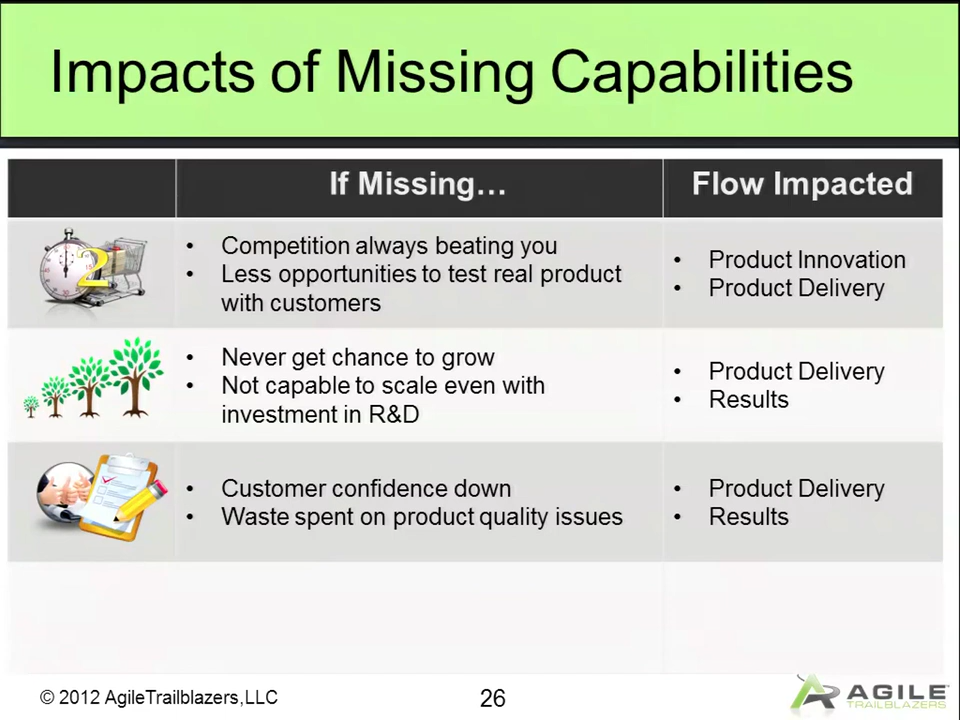 Impacts of Missing Capabilities
If Missing…
Flow Impacted
2
• Competition always beating you
• Less opportunities to test real product
with customers
• Product Innovation
• Product Delivery
• Never get chance to grow
• Not capable to scale even with
investment in R&D
• Product Delivery
• Results
• Customer confidence down
• Waste spent on product quality issues
• Product Delivery
• Results
© 2012 AgileTrailblazers,LLC
26
AGILE
TRAILBLAZERS